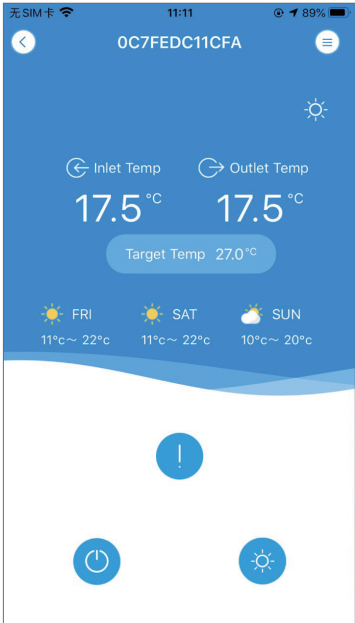 无SIM卡 11:11 89%
0C7FEDC11CFA
Inlet Temp Outlet Temp
17.5°C 17.5°C
Target Temp 27.0°C
FRI SAT SUN
11°c～ 22°c 11°c～ 22°c 10°c～ 20°c